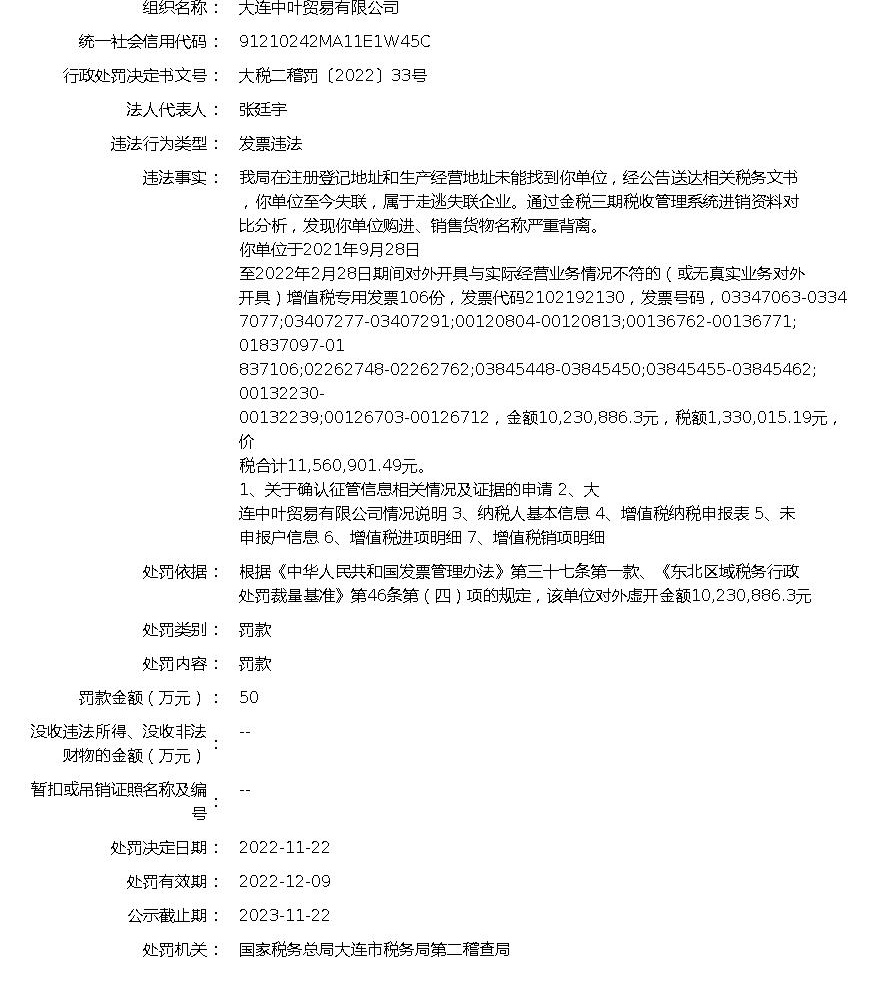 组织名称： 大连中叶贸易有限公司
统一社会信用代码： 91210242MA11E1W45C
行政处罚决定书文号： 大税二稽罚〔2022〕33号
法人代表人： 张廷宇
违法行为类型： 发票违法
违法事实： 我局在注册登记地址和生产经营地址未能找到你单位，经公告送达相关税务文书
，你单位至今失联，属于走逃失联企业。通过金税三期税收管理系统进销资料对
比分析，发现你单位购进、销售货物名称严重背离。
你单位于2021年9月28日
至2022年2月28日期间对外开具与实际经营业务情况不符的（或无真实业务对外
开具）增值税专用发票106份，发票代码2102192130，发票号码，03347063-0334
7077;03407277-03407291;00120804-00120813;00136762-00136771;
01837097-01
837106;02262748-02262762;03845448-03845450;03845455-03845462;
00132230-
00132239;00126703-00126712，金额10,230,886.3元，税额1,330,015.19元，
价
税合计11,560,901.49元。
1、关于确认征管信息相关情况及证据的申请 2、大
连中叶贸易有限公司情况说明 3、纳税人基本信息 4、增值税纳税申报表 5、未
申报户信息 6、增值税进项明细 7、增值税销项明细
处罚依据： 根据《中华人民共和国发票管理办法》第三十七条第一款、《东北区域税务行政
处罚裁量基准》第46条第（四）项的规定，该单位对外虚开金额10,230,886.3元
处罚类别： 罚款
处罚内容： 罚款
罚款金额（万元）： 50
没收违法所得、没收非法
财物的金额（万元）： --
暂扣或吊销证照名称及编
号： --
处罚决定日期： 2022-11-22
处罚有效期： 2022-12-09
公示截止期： 2023-11-22
处罚机关： 国家税务总局大连市税务局第二稽查局